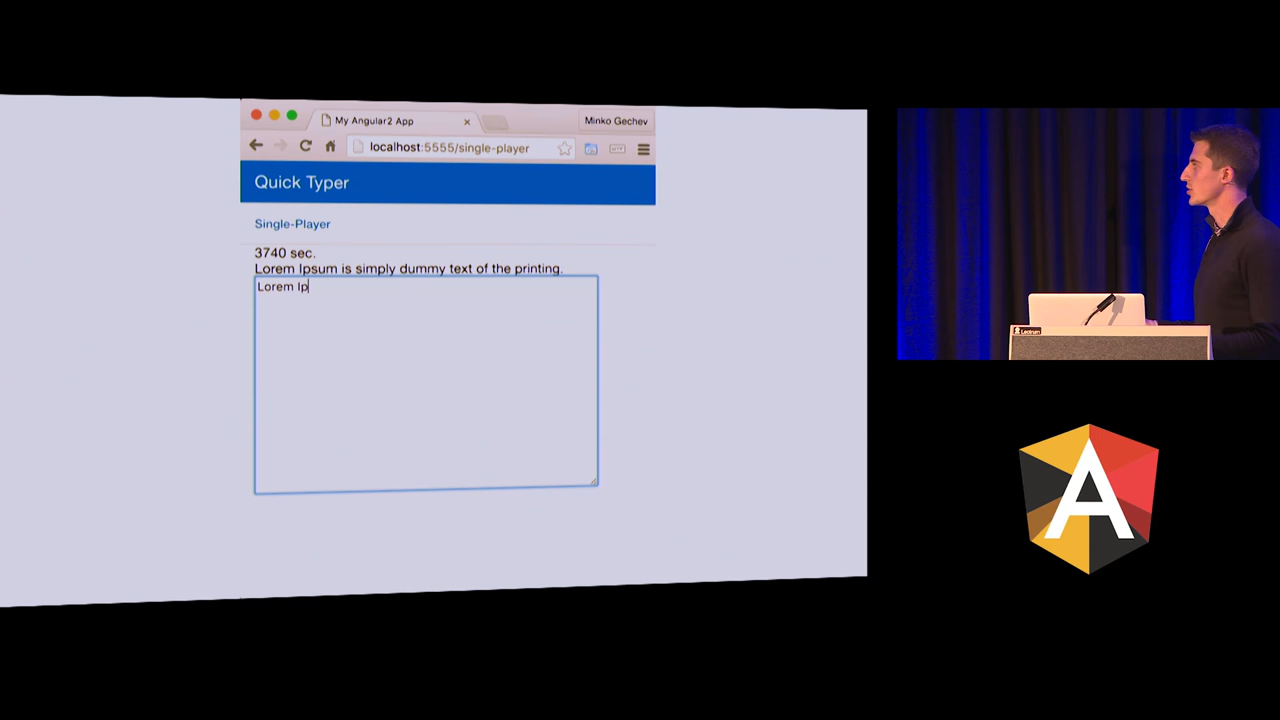 My Angular2 App
Minko Gechev
localhost:5555/single-player
Quick Typer
Single-Player
3740 sec.
Lorem Ipsum is simply dummy text of the printing.
Lorem Ip
Lectrum
A